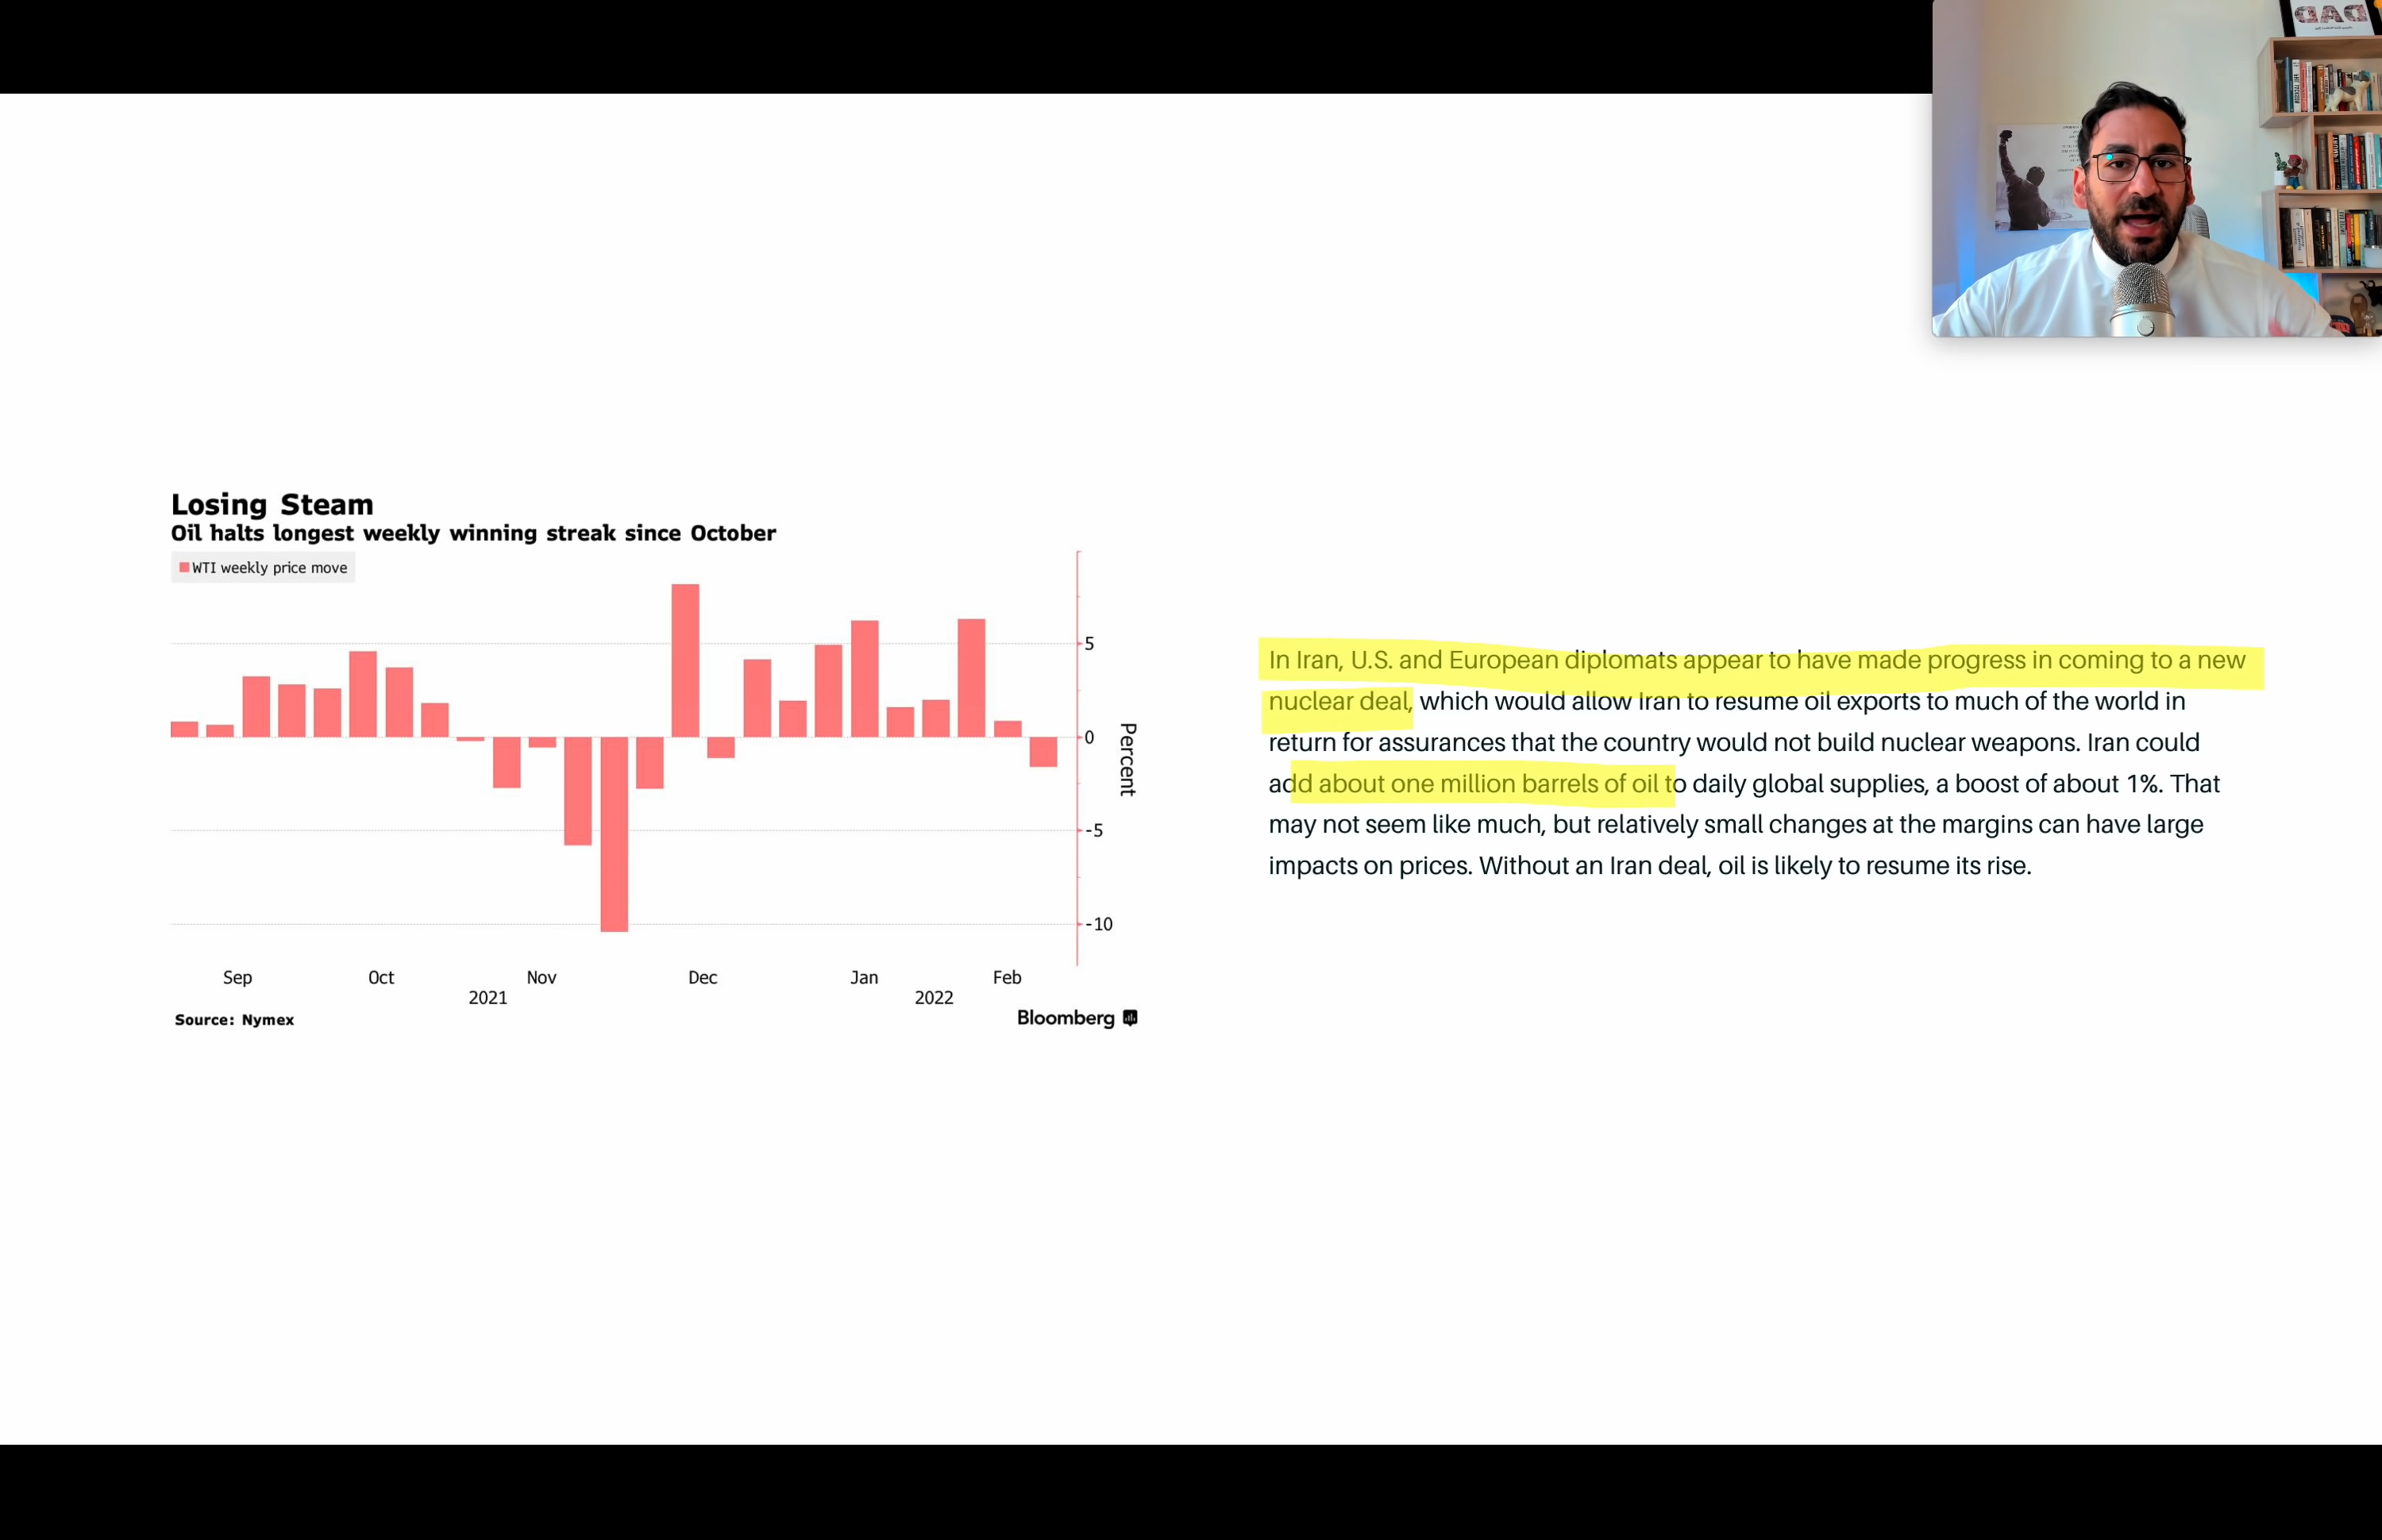 DAD
Losing Steam
Oil halts longest weekly winning streak since October
WTI weekly price move
5
0
-5
-10
Percent
Sep Oct Nov Dec Jan Feb
2021 2022
Source: Nymex
Bloomberg
In Iran, U.S. and European diplomats appear to have made progress in coming to a new
nuclear deal, which would allow Iran to resume oil exports to much of the world in
return for assurances that the country would not build nuclear weapons. Iran could
add about one million barrels of oil to daily global supplies, a boost of about 1%. That
may not seem like much, but relatively small changes at the margins can have large
impacts on prices. Without an Iran deal, oil is likely to resume its rise.